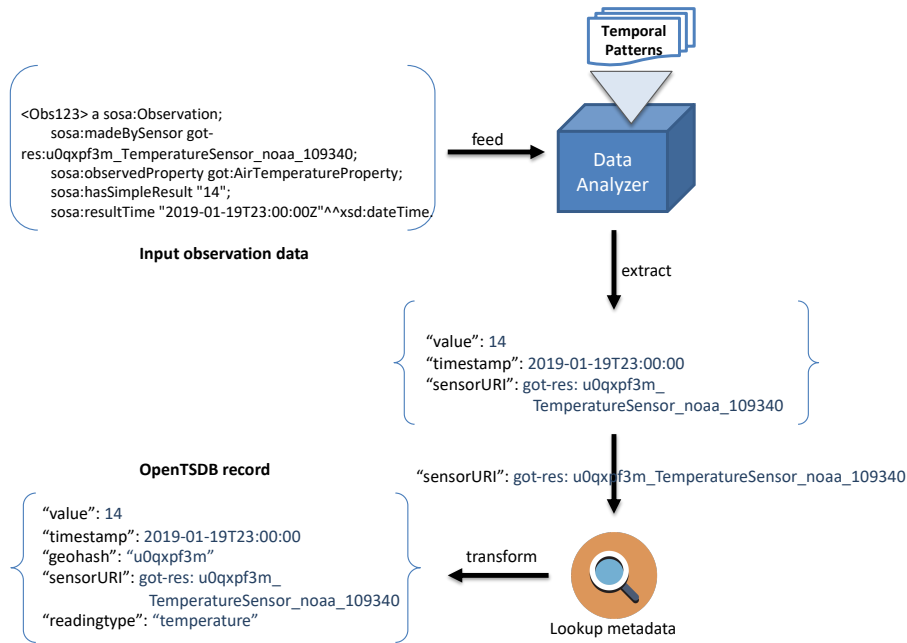 Temporal
Patterns
<Obs123> a sosa:Observation;
sosa:madeBySensor got-
res:u0qxpf3m_TemperatureSensor_noaa_109340;
sosa:observedProperty got:AirTemperatureProperty;
sosa:hasSimpleResult "14";
sosa:resultTime "2019-01-19T23:00:00Z"^^xsd:dateTime.
feed
Data
Analyzer
Input observation data
extract
“value”: 14
“timestamp”: 2019-01-19T23:00:00
“sensorURI”: got-res: u0qxpf3m_
TemperatureSensor_noaa_109340
“sensorURI”: got-res: u0qxpf3m_TemperatureSensor_noaa_109340
OpenTSDB record
“value”: 14
“timestamp”: 2019-01-19T23:00:00
“geohash”: “u0qxpf3m”
“sensorURI”: got-res: u0qxpf3m_
TemperatureSensor_noaa_109340
“readingtype”: “temperature”
transform
Lookup metadata